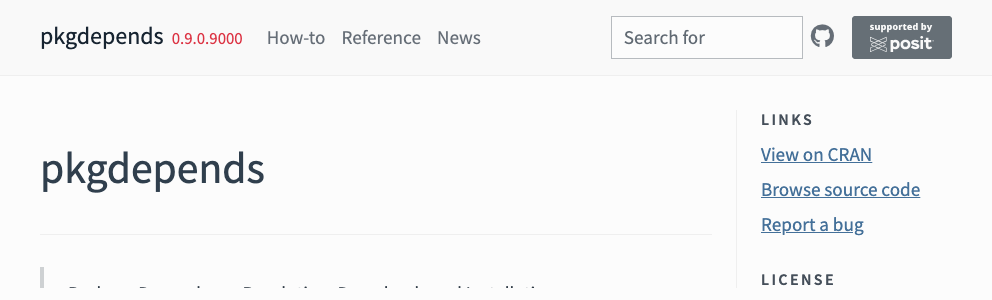 pkgdepends 0.9.0.9000 How-to Reference News Search for supported by posit
pkgdepends
LINKS
View on CRAN
Browse source code
Report a bug
LICENSE